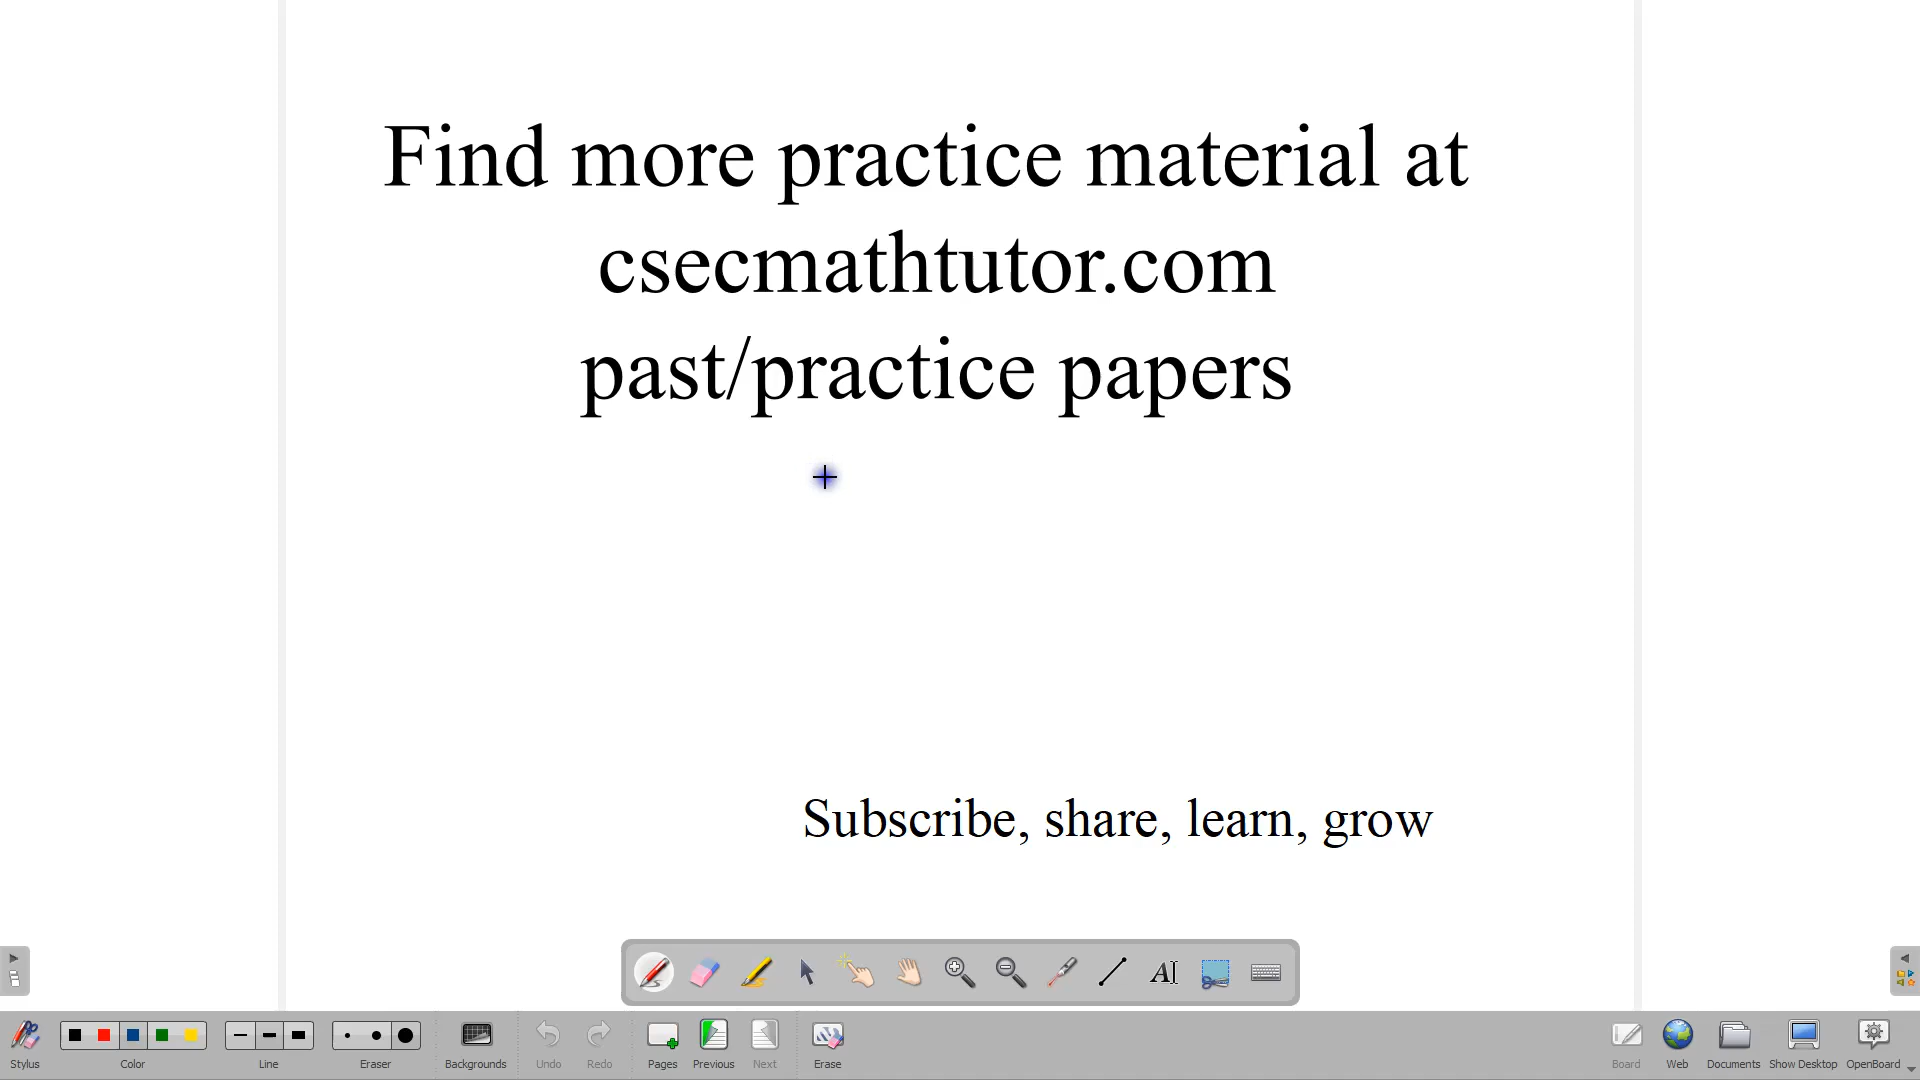 Find more practice material at
csecmathtutor.com
past/practice papers
Subscribe, share, learn, grow
AI
Stylus Color Line Eraser Backgrounds Undo Redo Pages Previous Next Erase Board Web Documents Show Desktop OpenBoard